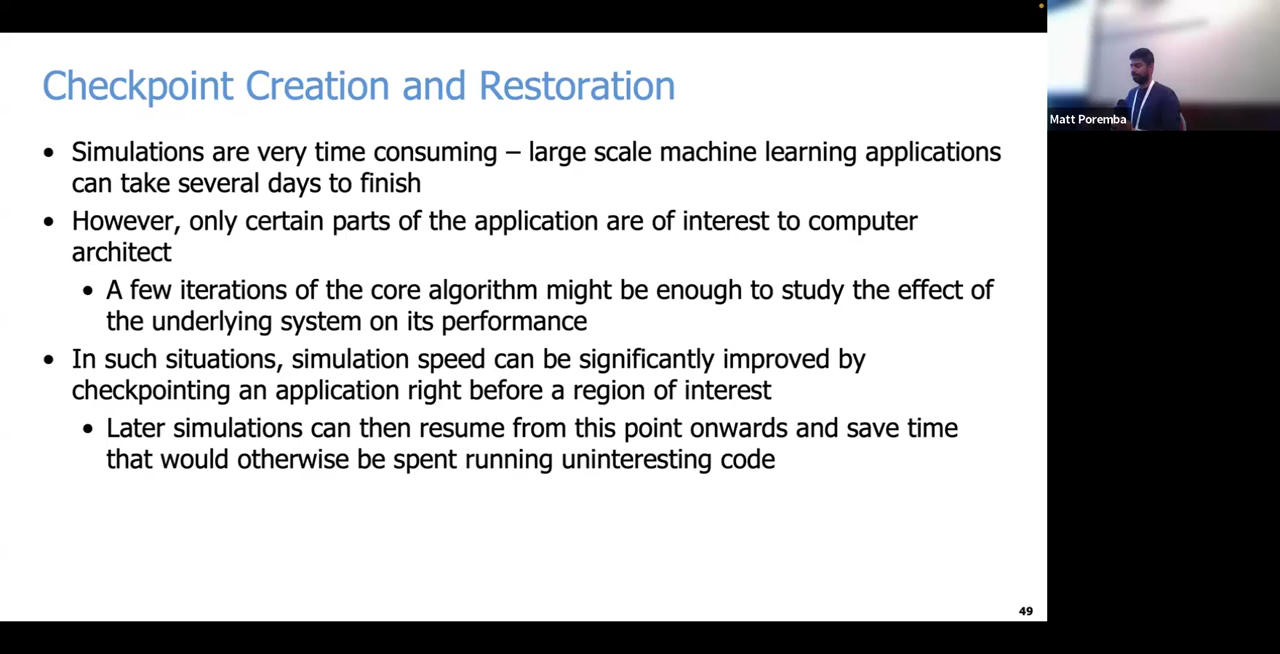 Checkpoint Creation and Restoration
• Simulations are very time consuming – large scale machine learning applications
can take several days to finish
• However, only certain parts of the application are of interest to computer
architect
• A few iterations of the core algorithm might be enough to study the effect of
the underlying system on its performance
• In such situations, simulation speed can be significantly improved by
checkpointing an application right before a region of interest
• Later simulations can then resume from this point onwards and save time
that would otherwise be spent running uninteresting code
49
Matt Poremba